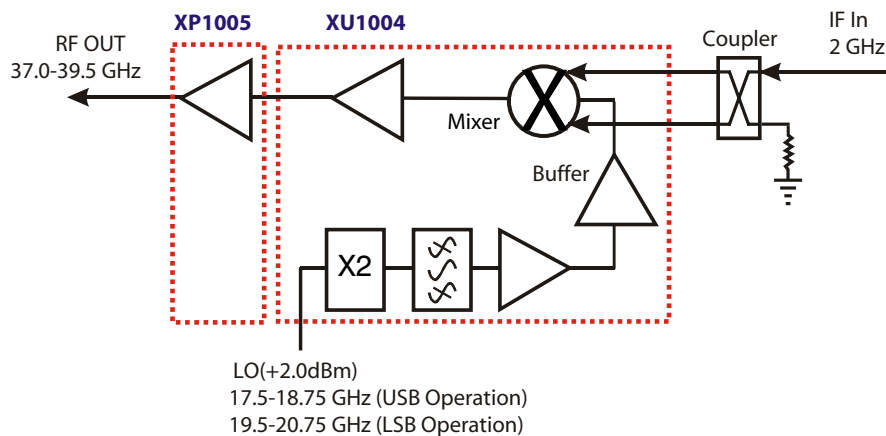 XP1005
XU1004
RF OUT
37.0-39.5 GHz
Coupler
IF In
2 GHz
Mixer
Buffer
X2
LO(+2.0dBm)
17.5-18.75 GHz (USB Operation)
19.5-20.75 GHz (LSB Operation)